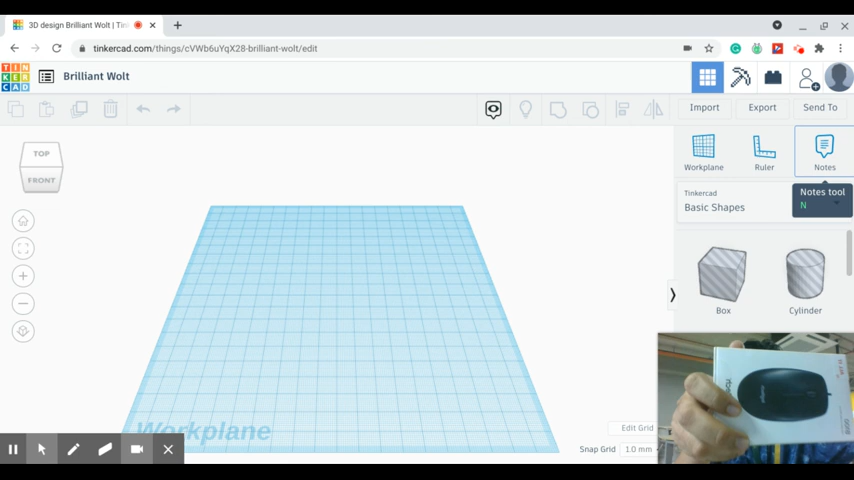 3D design Brilliant Wolt | Tin
tinkercad.com/things/cVWb6uYqX28-brilliant-wolt/edit
TIN
KER
CAD
Brilliant Wolt
Import
Export
Send To
TOP
FRONT
Workplane
Ruler
Notes
Notes tool
N
Tinkercad
Basic Shapes
Box
Cylinder
Workplane
Edit Grid
Snap Grid
1.0 mm